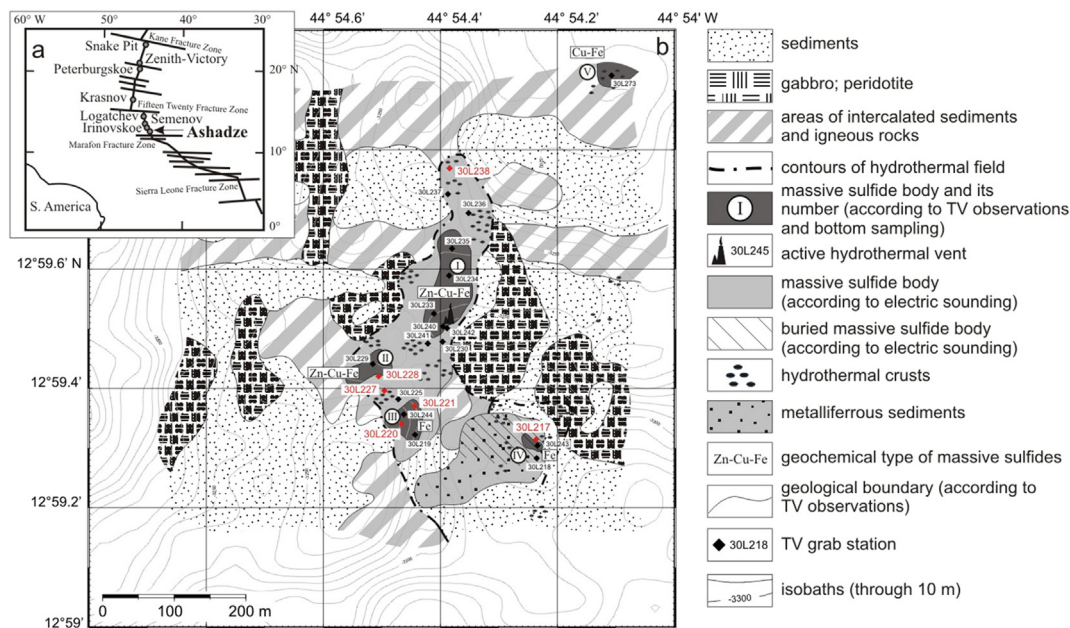 60° W
50°
40°
30°
44° 54.6'
44° 54.4'
44° 54.2'
44° 54' W
a
Kane Fracture Zone
Snake Pit
Zenith-Victory
Peterburgskoe
20° N
Krasnov
Fifteen Twenty Fracture Zone
Logatchev
Semenov
Irinovskoe
Ashadze
Marafon Fracture Zone
10°
Sierra Leone Fracture Zone
S. America
0°
b
Cu-Fe
V
30L273
30L238
30L237
30L236
30L235
12° 59.6' N
I
30L234
Zn-Cu-Fe
30L233
30L240
30L242
30L241
30L230
II
30L229
Zn-Cu-Fe
30L228
12° 59.4'
30L227
30L225
30L221
III
30L244
Fe
30L220
30L219
30L217
30L243
IV
Fe
30L218
12° 59.2'
-3300
-3200
12° 59'
0 50 100 200 m
sediments
gabbro; peridotite
areas of intercalated sediments
and igneous rocks
contours of hydrothermal field
I
massive sulfide body and its
number (according to TV observations
and bottom sampling)
30L245
active hydrothermal vent
massive sulfide body
(according to electric sounding)
buried massive sulfide body
(according to electric sounding)
hydrothermal crusts
metalliferrous sediments
Zn-Cu-Fe
geochemical type of massive sulfides
geological boundary (according to
TV observations)
30L218
TV grab station
-3300
isobaths (through 10 m)